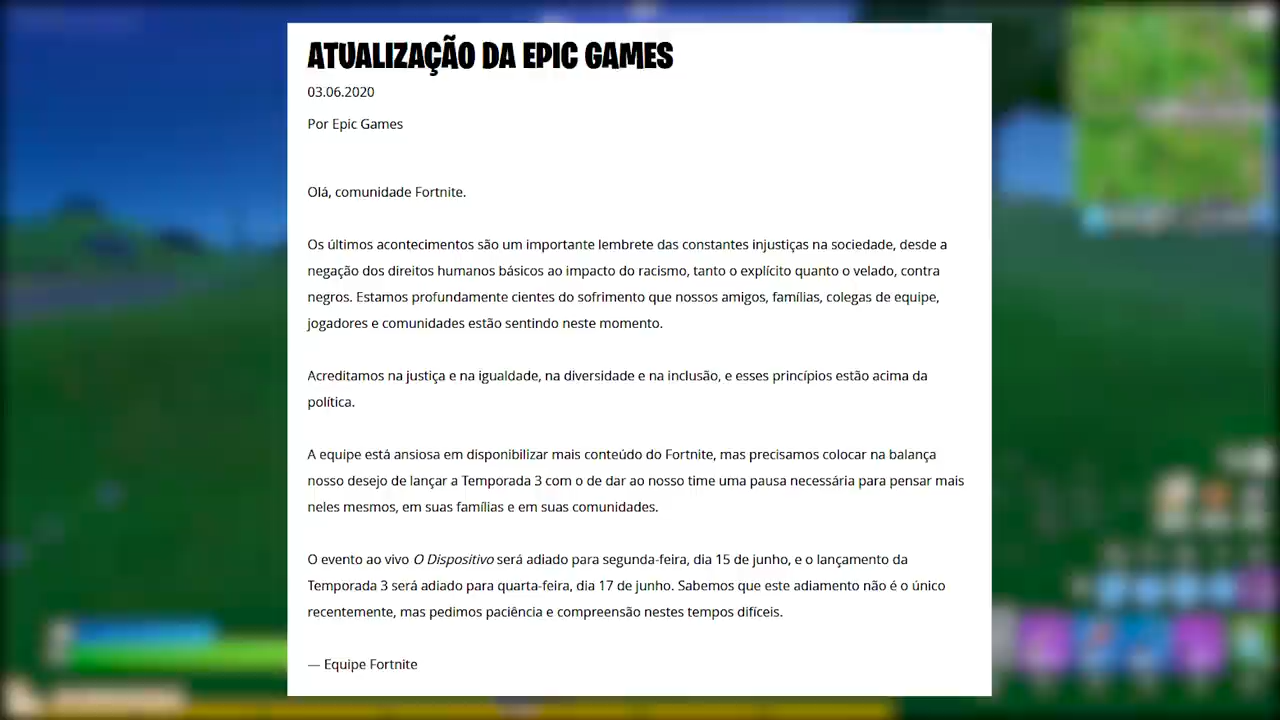 ATUALIZAÇÃO DA EPIC GAMES
03.06.2020
Por Epic Games
Olá, comunidade Fortnite.
Os últimos acontecimentos são um importante lembrete das constantes injustiças na sociedade, desde a
negação dos direitos humanos básicos ao impacto do racismo, tanto o explícito quanto o velado, contra
negros. Estamos profundamente cientes do sofrimento que nossos amigos, famílias, colegas de equipe,
jogadores e comunidades estão sentindo neste momento.
Acreditamos na justiça e na igualdade, na diversidade e na inclusão, e esses princípios estão acima da
política.
A equipe está ansiosa em disponibilizar mais conteúdo do Fortnite, mas precisamos colocar na balança
nosso desejo de lançar a Temporada 3 com o de dar ao nosso time uma pausa necessária para pensar mais
neles mesmos, em suas famílias e em suas comunidades.
O evento ao vivo O Dispositivo será adiado para segunda-feira, dia 15 de junho, e o lançamento da
Temporada 3 será adiado para quarta-feira, dia 17 de junho. Sabemos que este adiamento não é o único
recentemente, mas pedimos paciência e compreensão nestes tempos difíceis.
— Equipe Fortnite